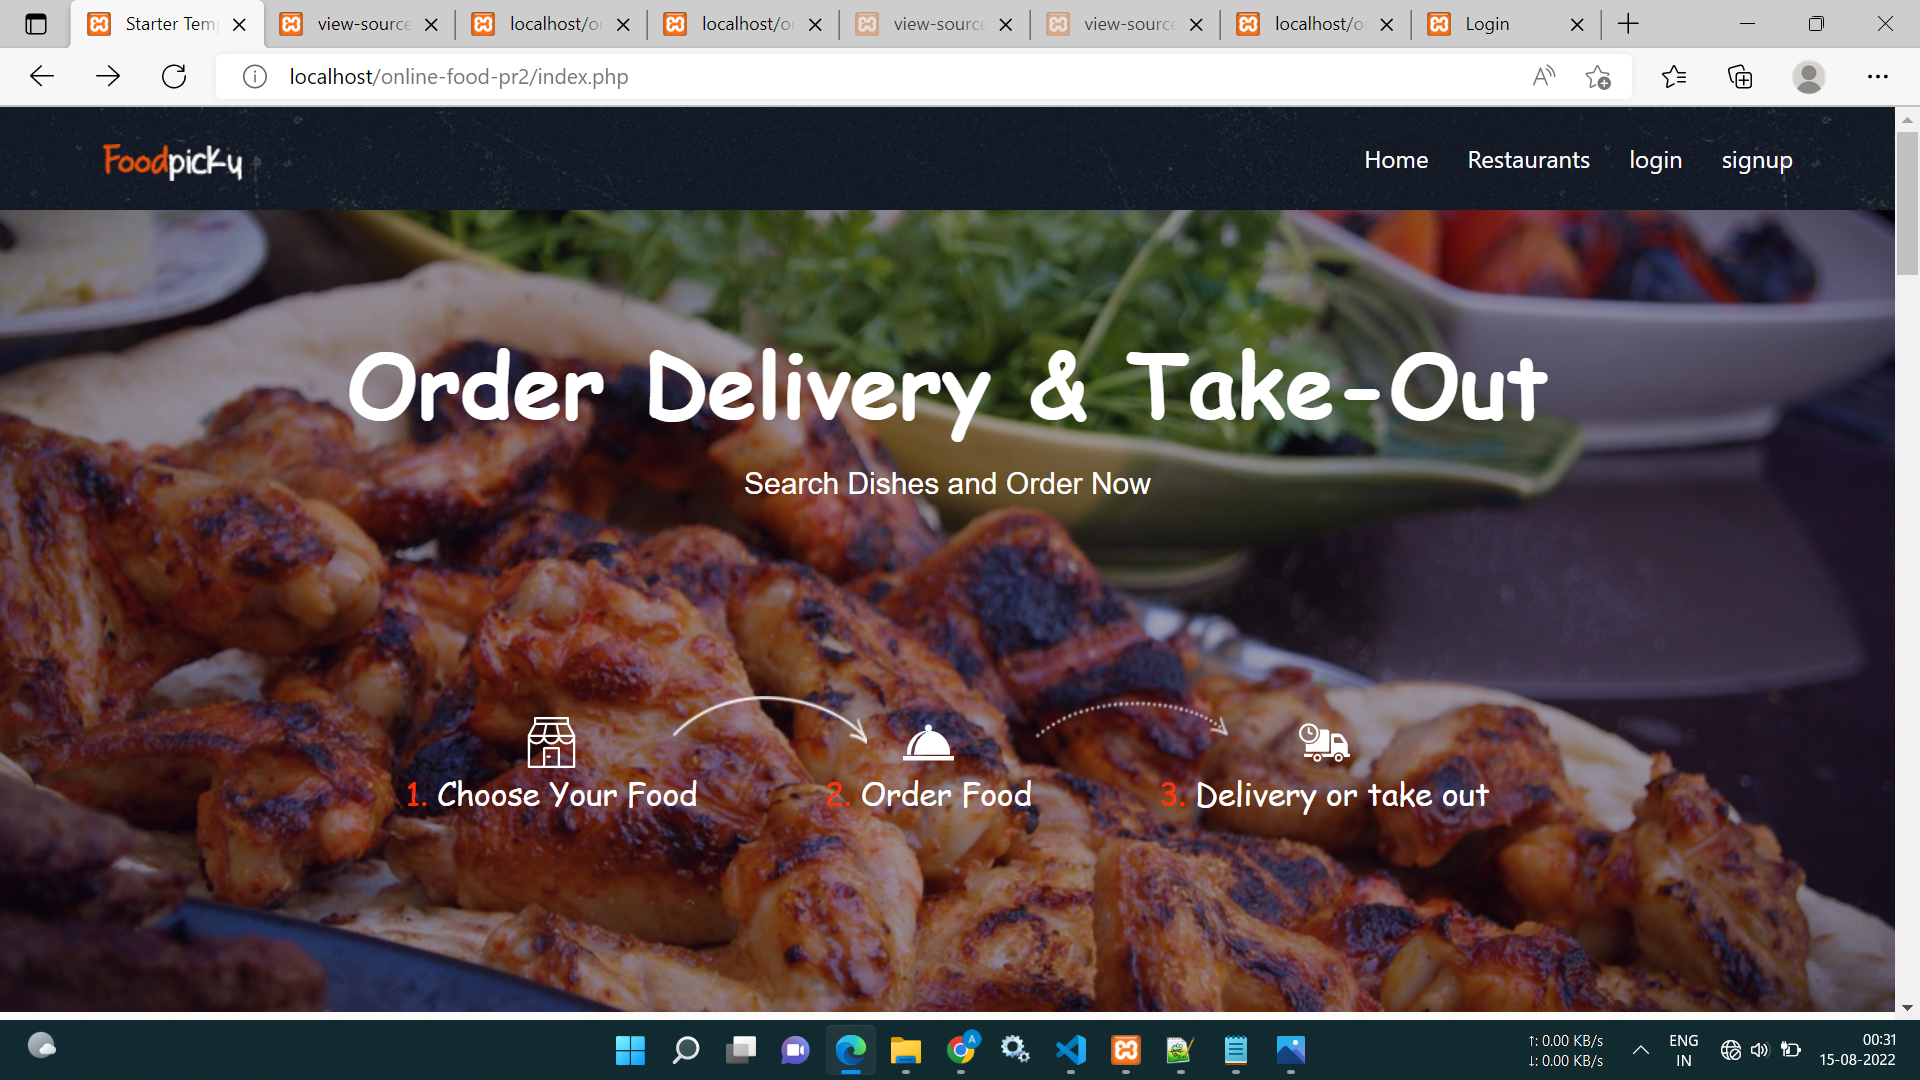 Starter Tem
view-source
localhost/o
localhost/o
view-source
view-source
localhost/o
Login
localhost/online-food-pr2/index.php
Foodpicky
Home
Restaurants
login
signup
Order Delivery & Take-Out
Search Dishes and Order Now
1. Choose Your Food
2. Order Food
3. Delivery or take out
↑: 0.00 KB/s
↓: 0.00 KB/s
ENG
IN
00:31
15-08-2022